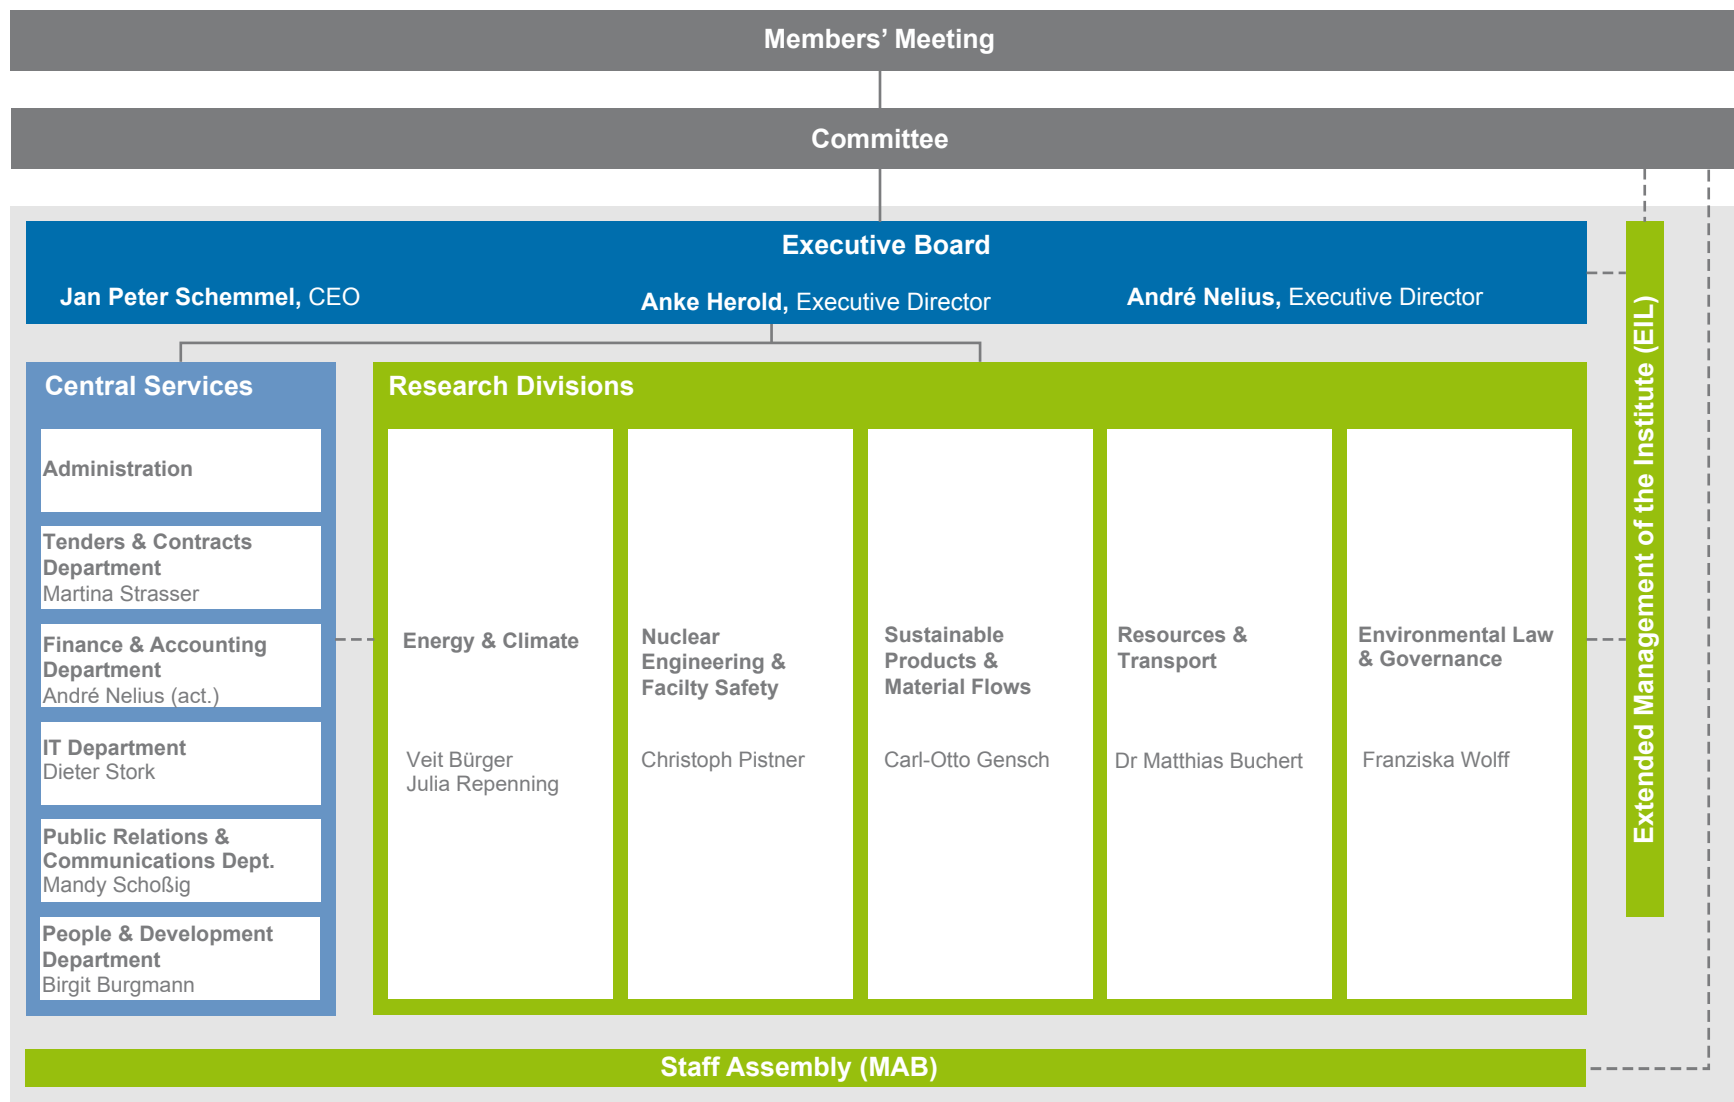 Members’ Meeting
Committee
Executive Board
Jan Peter Schemmel, CEO
Anke Herold, Executive Director
André Nelius, Executive Director
Central Services
Administration
Tenders & Contracts
Department
Martina Strasser
Finance & Accounting
Department
André Nelius (act.)
IT Department
Dieter Stork
Public Relations &
Communications Dept.
Mandy Schoßig
People & Development
Department
Birgit Burgmann
Research Divisions
Energy & Climate
Veit Bürger
Julia Repenning
Nuclear
Engineering &
Facilty Safety
Christoph Pistner
Sustainable
Products &
Material Flows
Carl-Otto Gensch
Resources &
Transport
Dr Matthias Buchert
Environmental Law
& Governance
Franziska Wolff
Extended Management of the Institute (EIL)
Staff Assembly (MAB)